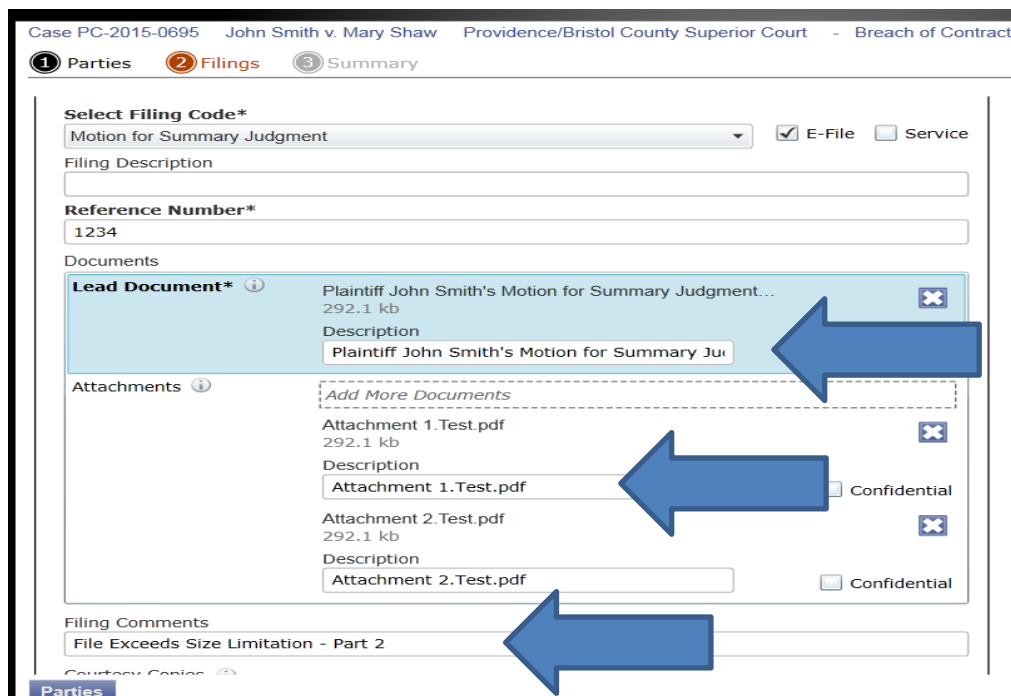 Case PC-2015-0695 John Smith v. Mary Shaw Providence/Bristol County Superior Court - Breach of Contract
1 Parties 2 Filings 3 Summary
Select Filing Code*
Motion for Summary Judgment E-File Service
Filing Description
Reference Number*
1234
Documents
Lead Document* Plaintiff John Smith's Motion for Summary Judgment...
292.1 kb
Description
Plaintiff John Smith's Motion for Summary Ju
Attachments Add More Documents
Attachment 1.Test.pdf
292.1 kb
Description
Attachment 1.Test.pdf Confidential
Attachment 2.Test.pdf
292.1 kb
Description
Attachment 2.Test.pdf Confidential
Filing Comments
File Exceeds Size Limitation - Part 2
Courtesy Copies
Parties